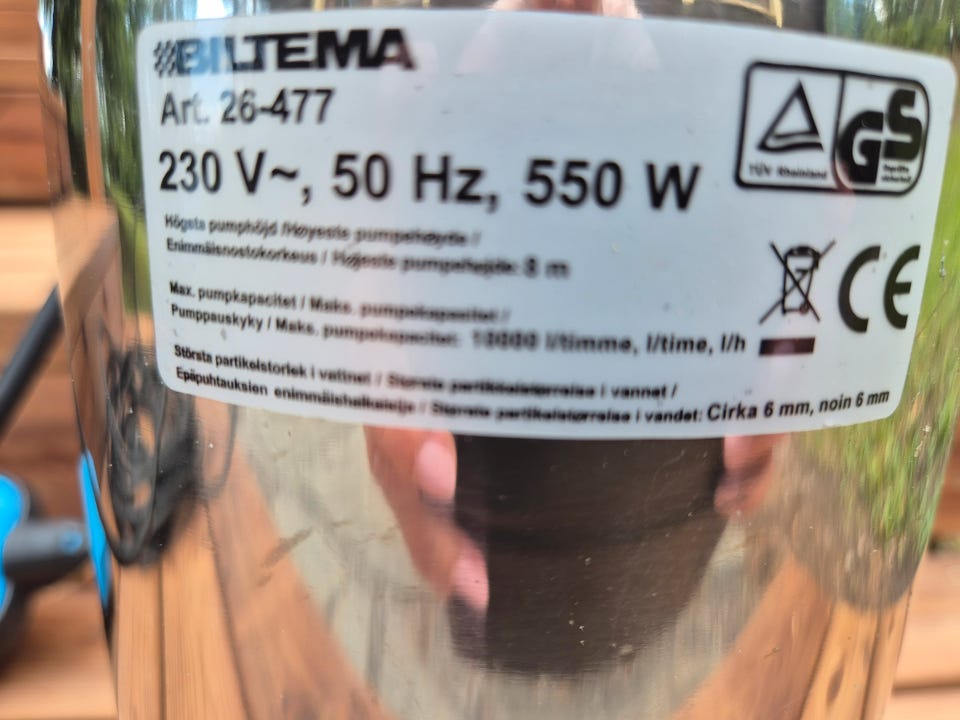 BILTEMA
Art. 26-477
230 V~, 50 Hz, 550 W
TÜV Rheinland
GS
geprüfte Sicherheit
Högsta pumphöjd / Høyeste pumpehøyde /
Enimmäisnostokorkeus / Højeste pumpehøjde: 8 m
CE
Max. pumpkapacitet / Maks. pumpekapasitet /
Pumppauskyky / Maks. pumpekapacitet: 10000 l/timme, l/time, l/h
Största partikelstorlek i vattnet / Største partikkelstørrelse i vannet /
Epäpuhtauksien enimmäishalkaisija / Største partikelstørrelse i vandet: Cirka 6 mm, noin 6 mm